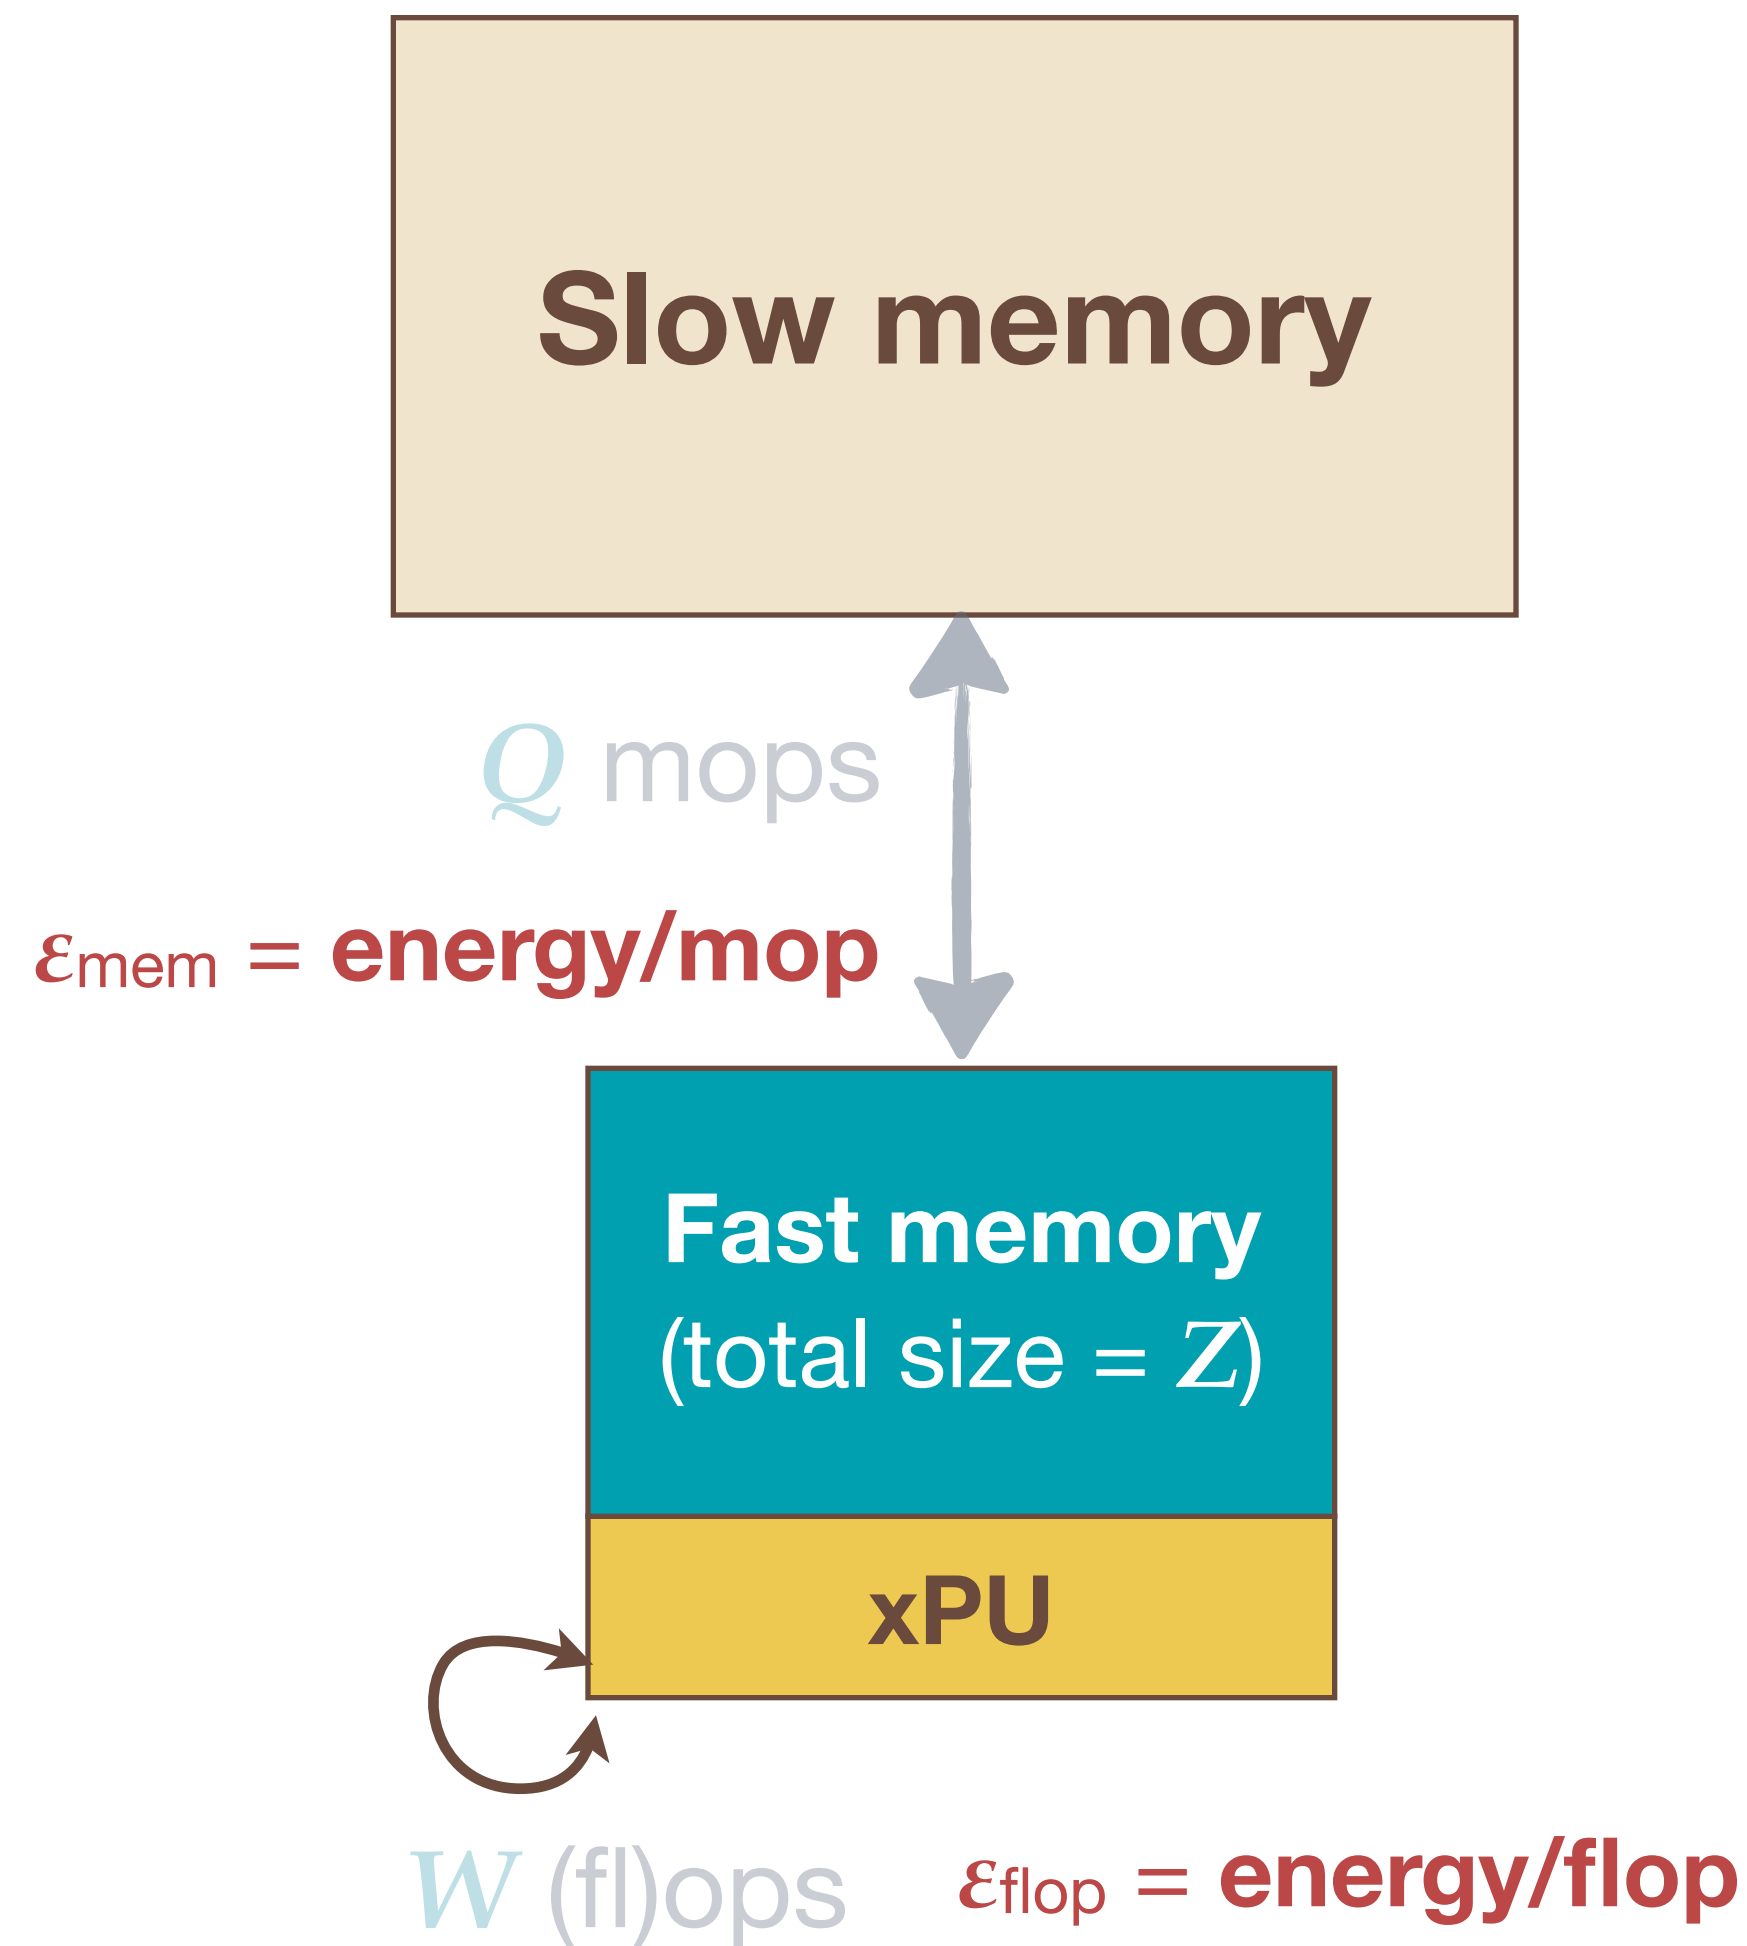 Slow memory
Q mops
εmem = energy/mop
Fast memory
(total size = Z)
xPU
W (fl)ops
εflop = energy/flop